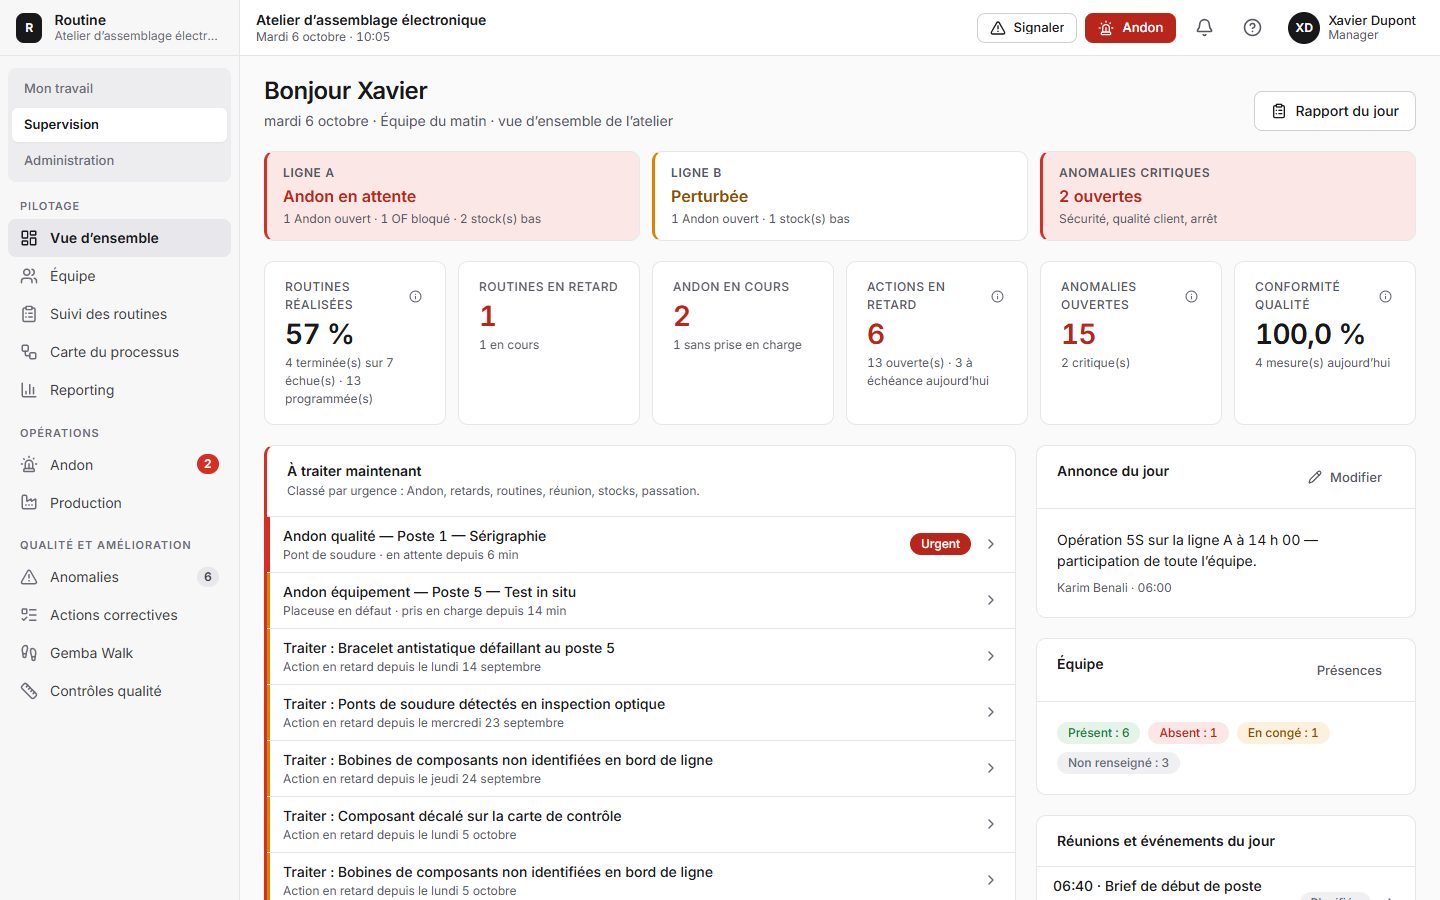 R
Routine
Atelier d’assemblage électr...
Atelier d’assemblage électronique
Mardi 6 octobre · 10:05
Signaler
Andon
XD
Xavier Dupont
Manager
Mon travail
Supervision
Administration
PILOTAGE
Vue d’ensemble
Équipe
Suivi des routines
Carte du processus
Reporting
OPÉRATIONS
Andon
2
Production
QUALITÉ ET AMÉLIORATION
Anomalies
6
Actions correctives
Gemba Walk
Contrôles qualité
Bonjour Xavier
mardi 6 octobre · Équipe du matin · vue d’ensemble de l’atelier
Rapport du jour
LIGNE A
Andon en attente
1 Andon ouvert · 1 OF bloqué · 2 stock(s) bas
LIGNE B
Perturbée
1 Andon ouvert · 1 stock(s) bas
ANOMALIES CRITIQUES
2 ouvertes
Sécurité, qualité client, arrêt
ROUTINES
RÉALISÉES
57 %
4 terminée(s) sur 7
échue(s) · 13
programmée(s)
ROUTINES EN RETARD
1
1 en cours
ANDON EN COURS
2
1 sans prise en charge
ACTIONS EN
RETARD
6
13 ouverte(s) · 3 à
échéance aujourd’hui
ANOMALIES
OUVERTES
15
2 critique(s)
CONFORMITÉ
QUALITÉ
100,0 %
4 mesure(s) aujourd’hui
À traiter maintenant
Classé par urgence : Andon, retards, routines, réunion, stocks, passation.
Andon qualité — Poste 1 — Sérigraphie
Pont de soudure · en attente depuis 6 min
Urgent
Andon équipement — Poste 5 — Test in situ
Placeuse en défaut · pris en charge depuis 14 min
Traiter : Bracelet antistatique défaillant au poste 5
Action en retard depuis le lundi 14 septembre
Traiter : Ponts de soudure détectés en inspection optique
Action en retard depuis le mercredi 23 septembre
Traiter : Bobines de composants non identifiées en bord de ligne
Action en retard depuis le jeudi 24 septembre
Traiter : Composant décalé sur la carte de contrôle
Action en retard depuis le lundi 5 octobre
Traiter : Bobines de composants non identifiées en bord de ligne
Action en retard depuis le lundi 5 octobre
Annonce du jour
Modifier
Opération 5S sur la ligne A à 14 h 00 —
participation de toute l’équipe.
Karim Benali · 06:00
Équipe
Présences
Présent : 6
Absent : 1
En congé : 1
Non renseigné : 3
Réunions et événements du jour
06:40 · Brief de début de poste